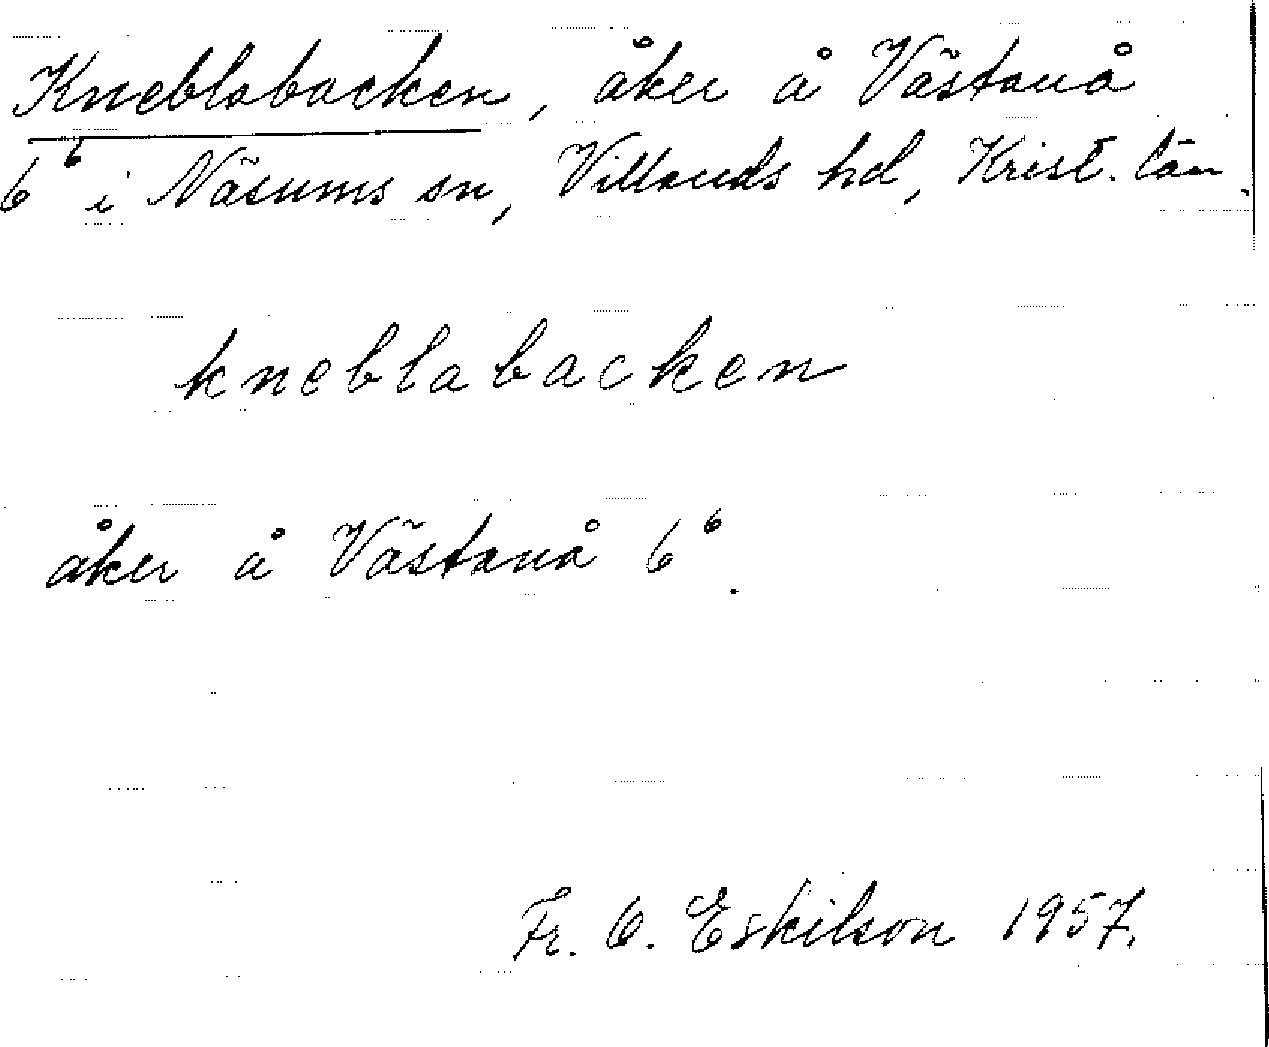 Kneblabacken, åker å Västanå
6⁶ i Näsums sn, Villands hd, Krist. län.
kneblabacken
åker å Västanå 6⁶.
Fr. O. Eskilson 1957.